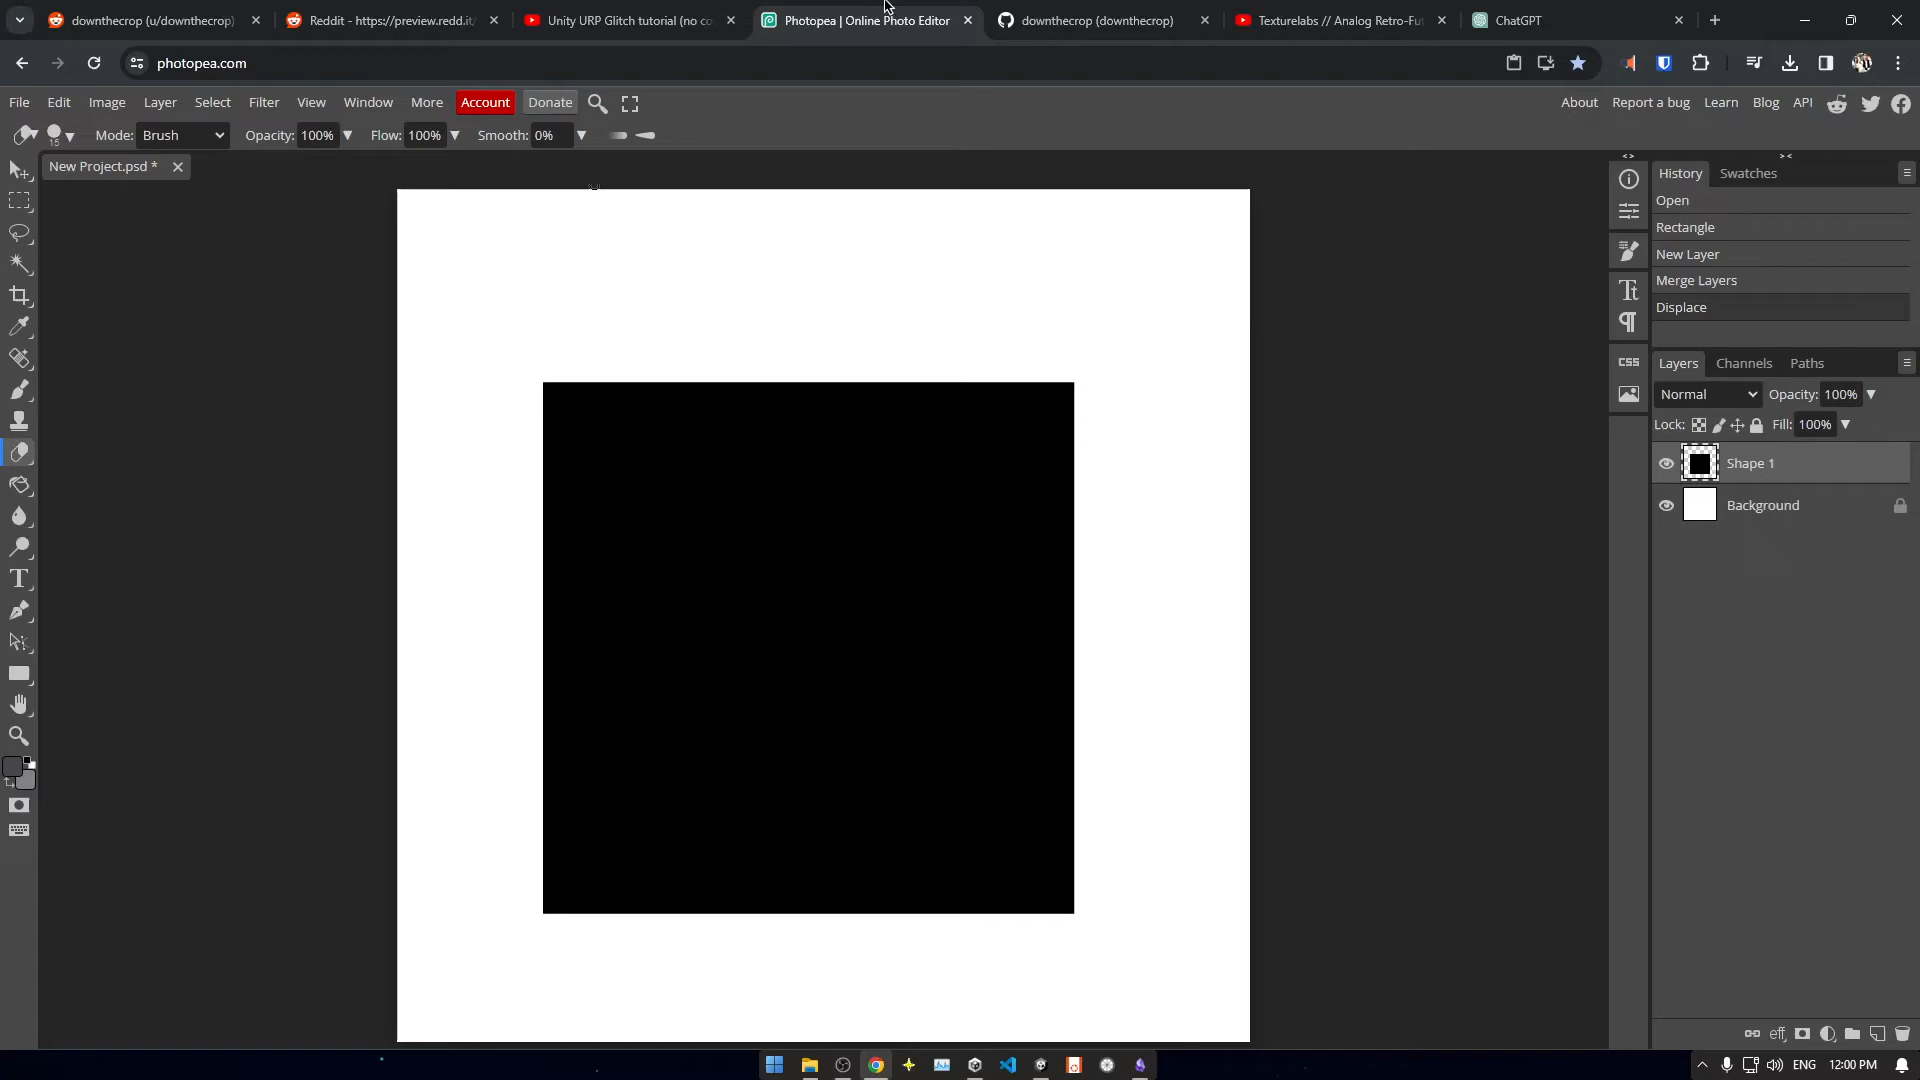 downthecrop (u/downthecrop)
Reddit - https://preview.redd.it/
Unity URP Glitch tutorial (no co
Photopea | Online Photo Editor
downthecrop (downthecrop)
Texturelabs // Analog Retro-Fut
ChatGPT
photopea.com
File Edit Image Layer Select Filter View Window More Account Donate
About Report a bug Learn Blog API
15
Mode: Brush Opacity: 100% Flow: 100% Smooth: 0%
New Project.psd *
History Swatches
Open
Rectangle
New Layer
Merge Layers
Displace
CSS
Layers Channels Paths
Normal Opacity: 100%
Lock: Fill: 100%
Shape 1
Background
eff
ENG 12:00 PM